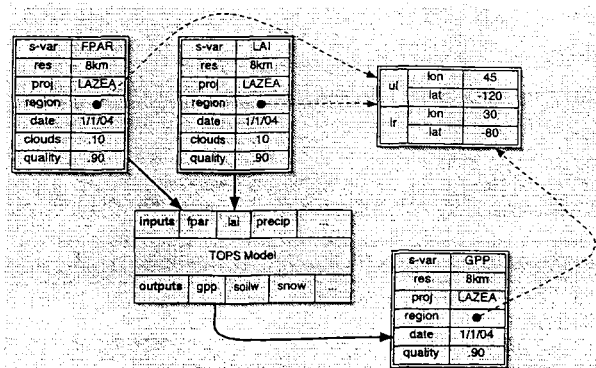 s-var FPAR
res 8km
proj LAZEA
region
date 1/1/04
clouds .10
quality .90
s-var LAI
res 8km
proj LAZEA
region
date 1/1/04
clouds .10
quality .90
ul lon 45
lat -120
lr lon 30
lat -80
inputs fpar lai precip ...
TOPS Model
outputs gpp soilw snow ...
s-var GPP
res 8km
proj LAZEA
region
date 1/1/04
quality .90